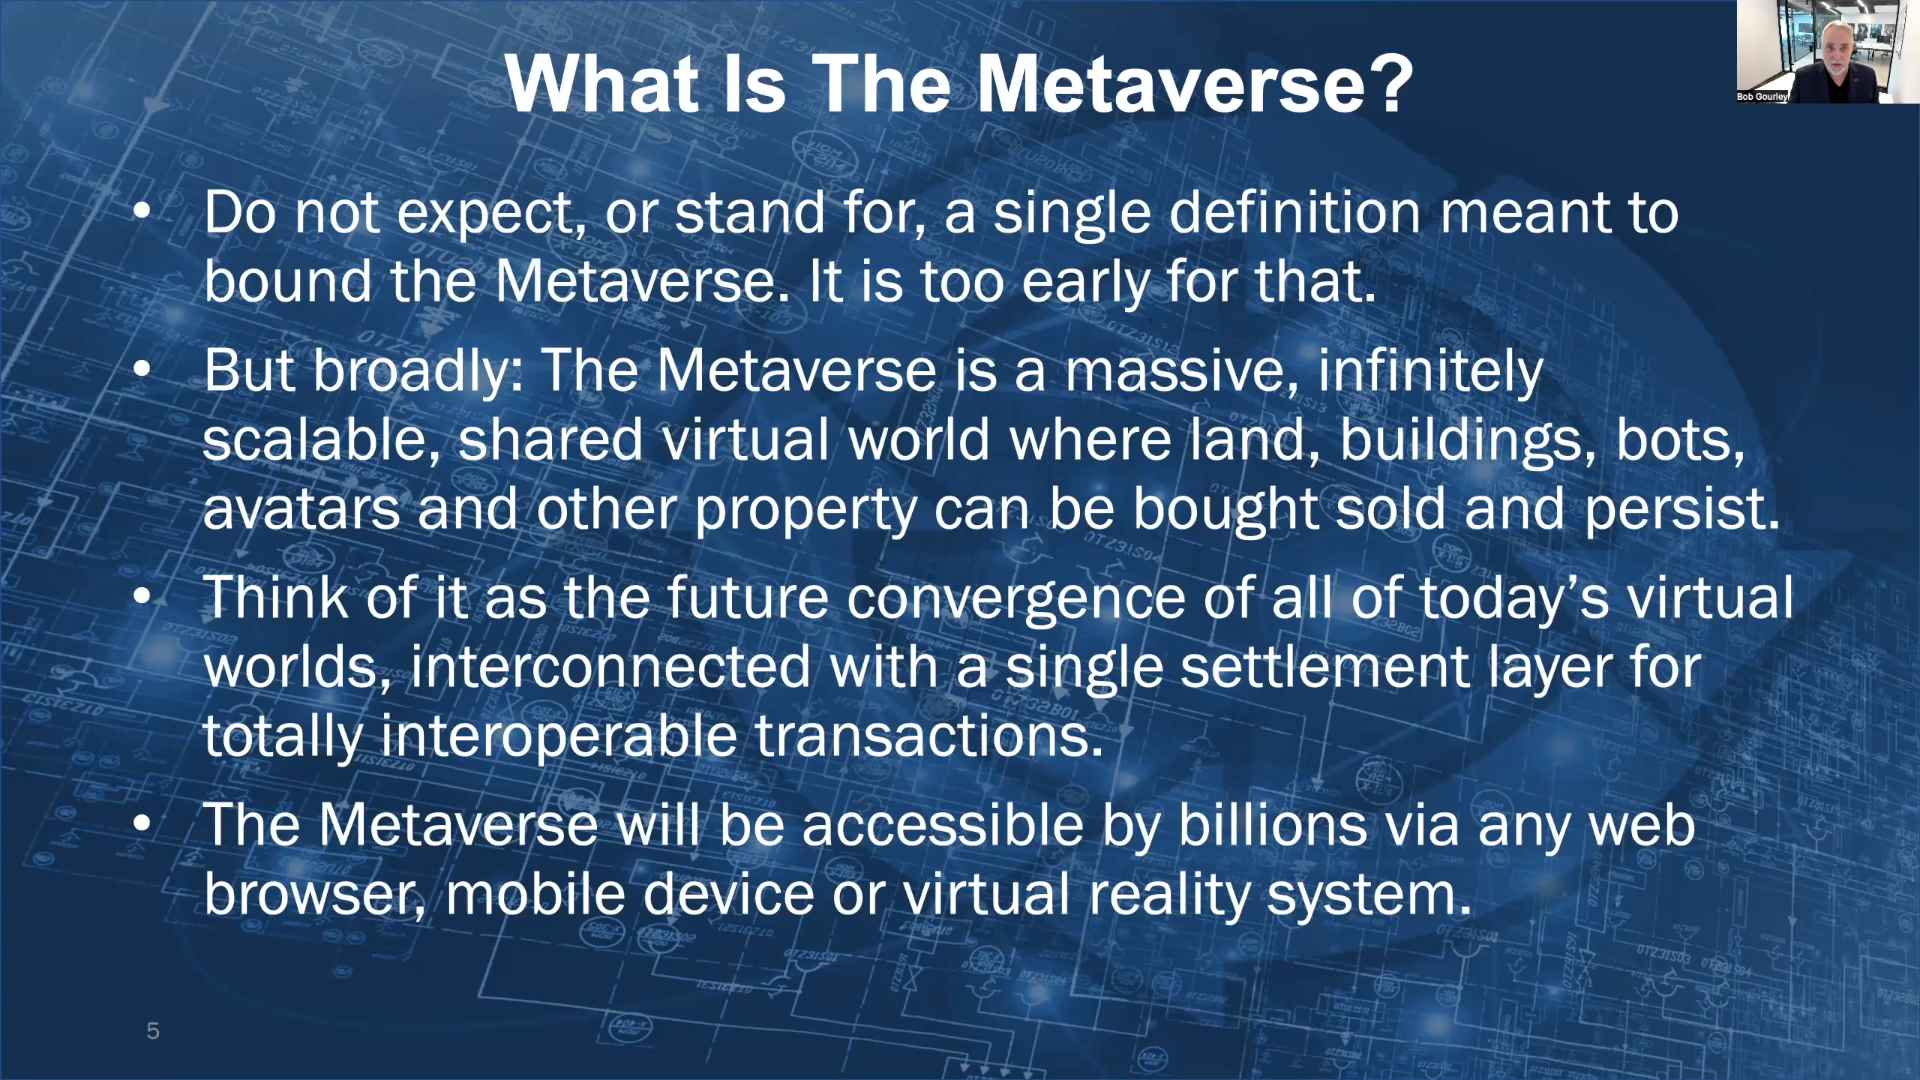 What Is The Metaverse?
Bob Gourley
• Do not expect, or stand for, a single definition meant to
bound the Metaverse. It is too early for that.
• But broadly: The Metaverse is a massive, infinitely
scalable, shared virtual world where land, buildings, bots,
avatars and other property can be bought sold and persist.
• Think of it as the future convergence of all of today’s virtual
worlds, interconnected with a single settlement layer for
totally interoperable transactions.
• The Metaverse will be accessible by billions via any web
browser, mobile device or virtual reality system.
5